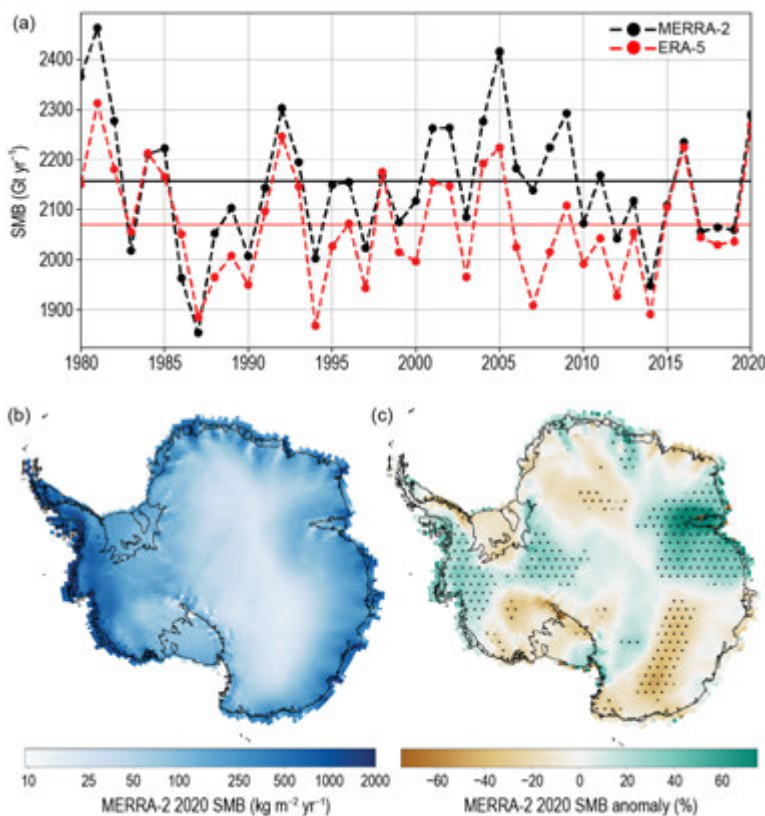 (a)
MERRA-2
ERA-5
SMB (Gt yr⁻¹)
2400
2300
2200
2100
2000
1900
1980 1985 1990 1995 2000 2005 2010 2015 2020
(b)
(c)
10 25 50 100 250 500 1000 2000
MERRA-2 2020 SMB (kg m⁻² yr⁻¹)
−60 −40 −20 0 20 40 60
MERRA-2 2020 SMB anomaly (%)